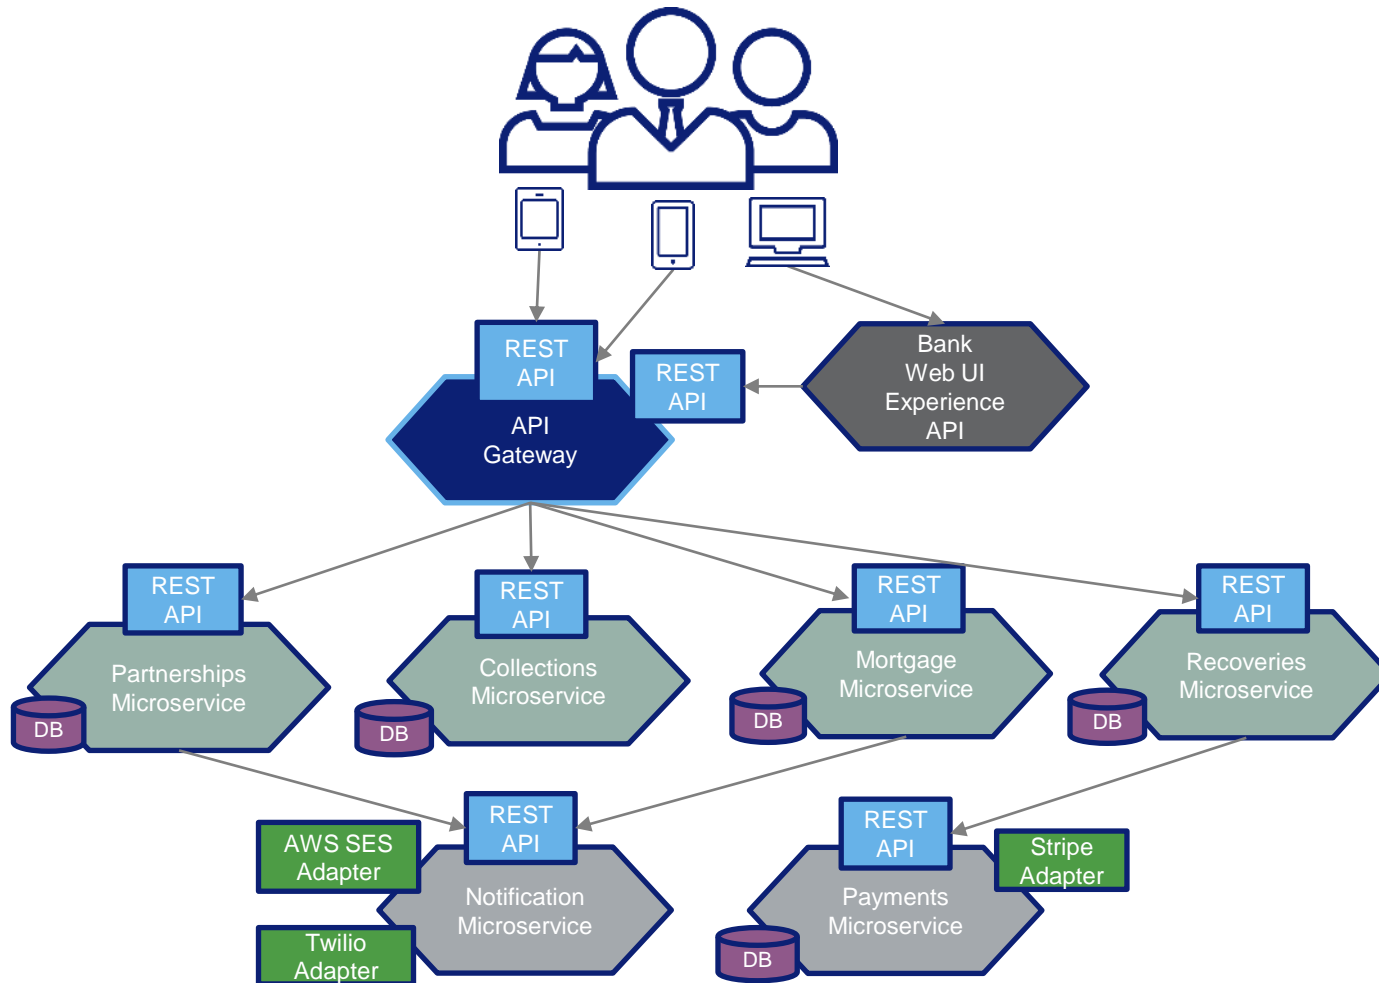 REST
API
REST
API
API
Gateway
Bank
Web UI
Experience
API
REST
API
Partnerships
Microservice
DB
REST
API
Collections
Microservice
DB
REST
API
Mortgage
Microservice
DB
REST
API
Recoveries
Microservice
DB
AWS SES
Adapter
REST
API
Notification
Microservice
Twilio
Adapter
REST
API
Stripe
Adapter
Payments
Microservice
DB